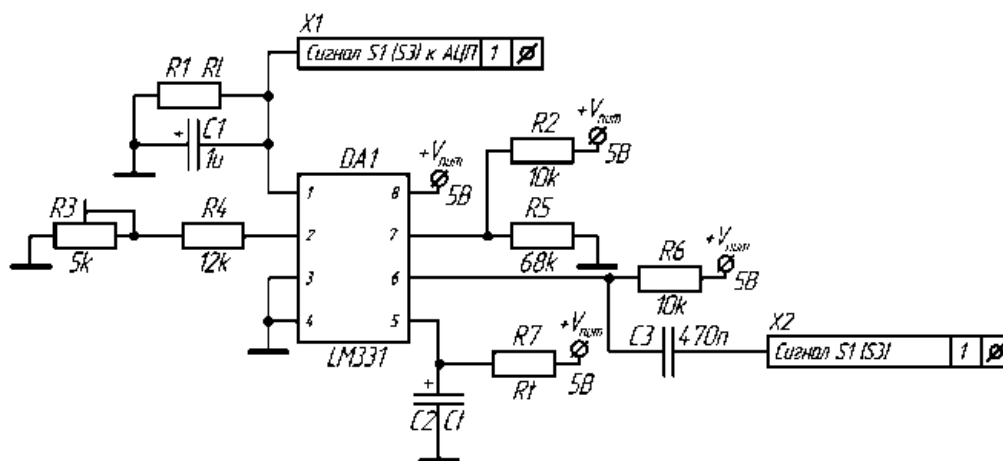 X1
Сигнал S1 (S3) к АЦП 1
R1 Rl
+ C1
1u
DA1
+Vпит
5В
R2
+Vпит
5В
10k
1 8
R3
5k
R4
12k
2 7
R5
68k
3 6
R6
+Vпит
5В
10k
4 5
LM331
R7
+Vпит
5В
Rt
C3 470п
X2
Сигнал S1 (S3) 1
+
C2 Ct